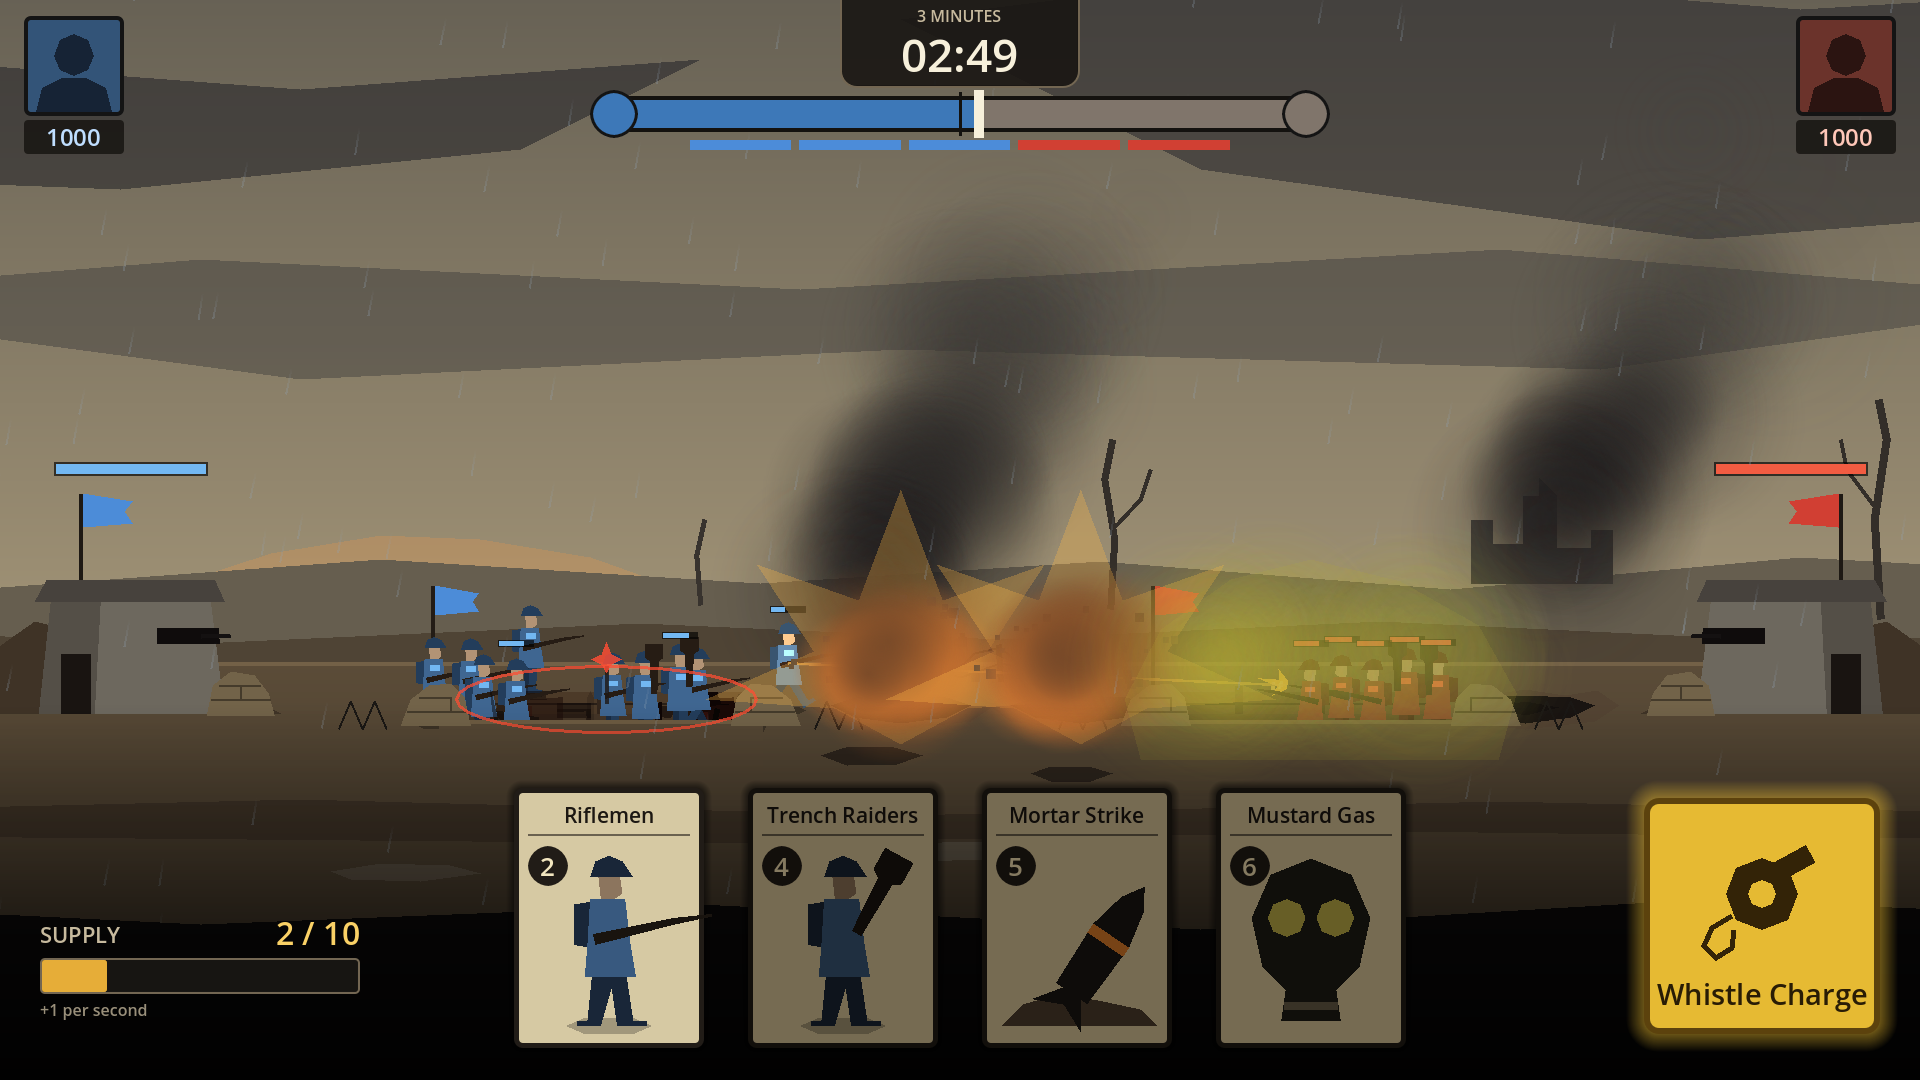 3 MINUTES
02:49
1000
1000
Riflemen
2
Trench Raiders
4
Mortar Strike
5
Mustard Gas
6
SUPPLY 2 / 10
+1 per second
Whistle Charge